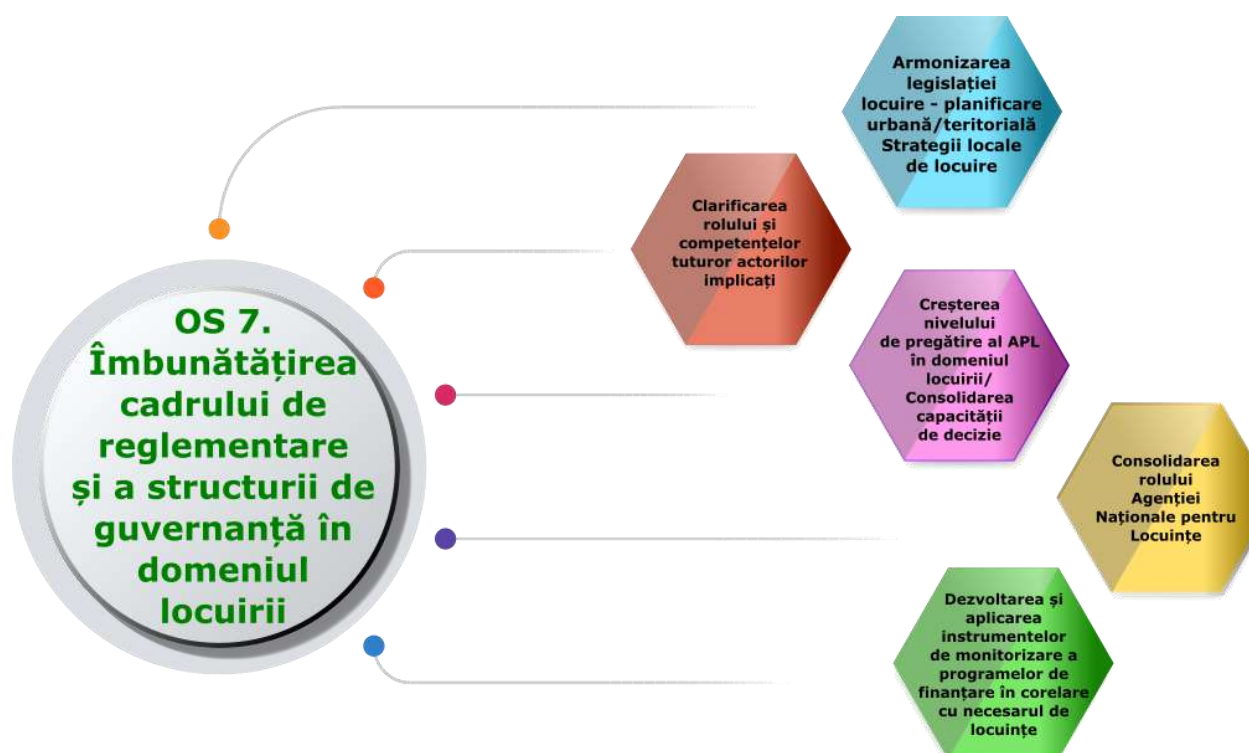 OS 7.
Îmbunătățirea
cadrului de
reglementare
și a structurii de
guvernanță în
domeniul
locuirii
Armonizarea
legislației
locuire - planificare
urbană/teritorială
Strategii locale
de locuire
Clarificarea
rolului și
competențelor
tuturor actorilor
implicați
Creșterea
nivelului
de pregătire al APL
în domeniul
locuirii/
Consolidarea
capacității
de decizie
Consolidarea
rolului
Agenției
Naționale pentru
Locuințe
Dezvoltarea și
aplicarea
instrumentelor
de monitorizare a
programelor de
finanțare în corelare
cu necesarul de
locuințe